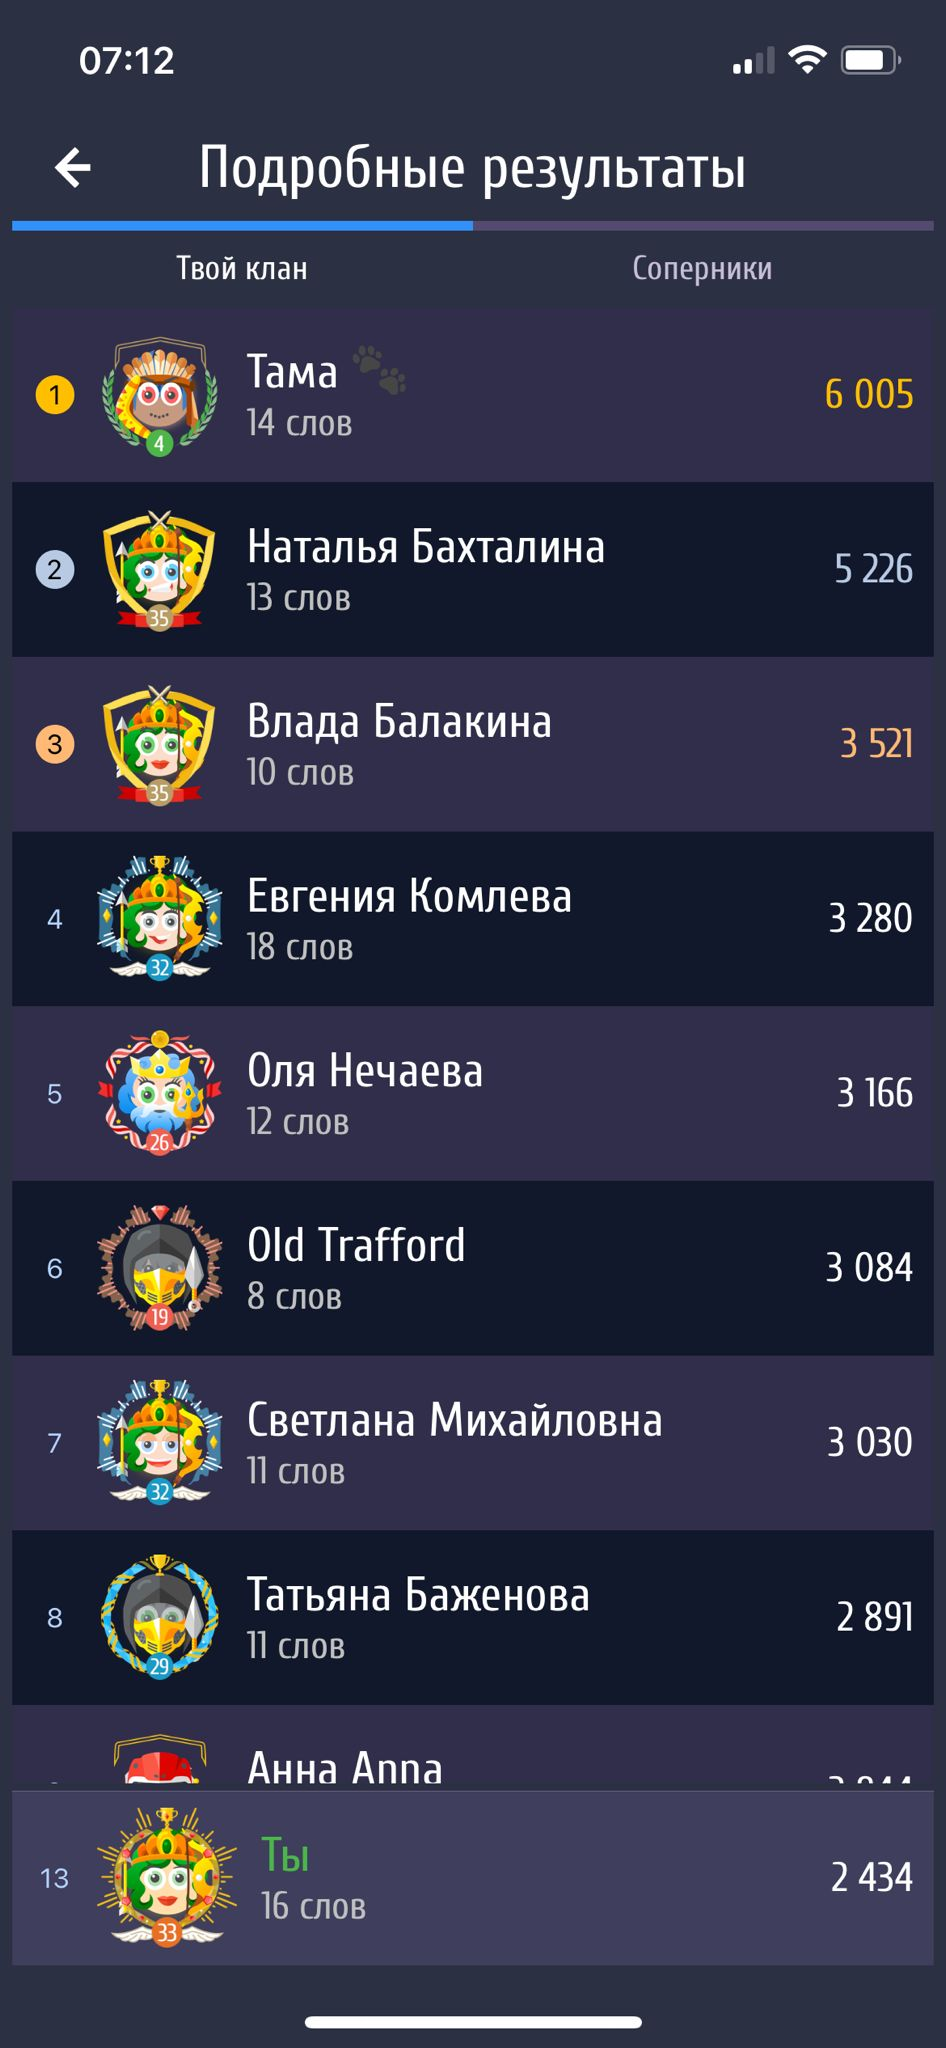 07:12
Подробные результаты
Твой клан
Соперники
1
Тама
6 005
14 слов
4
2
Наталья Бахталина
5 226
13 слов
35
3
Влада Балакина
3 521
10 слов
35
4
Евгения Комлева
3 280
18 слов
32
5
Оля Нечаева
3 166
12 слов
26
6
Old Trafford
3 084
8 слов
19
7
Светлана Михайловна
3 030
11 слов
32
8
Татьяна Баженова
2 891
11 слов
29
Анна Anna
13
Ты
2 434
16 слов
33